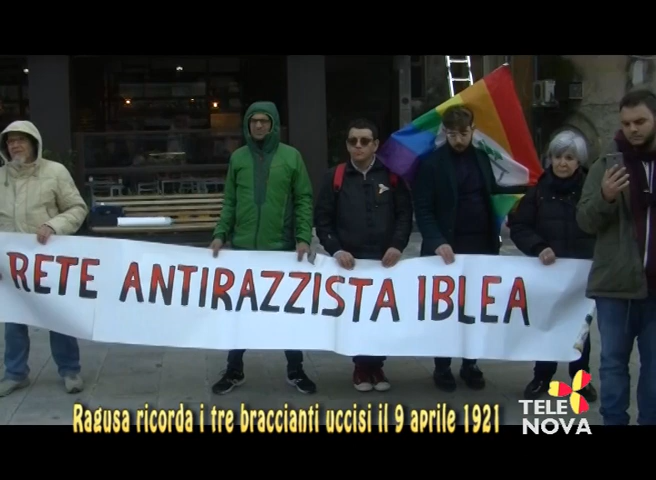 RETE ANTIRAZZISTA IBLEA
Ragusa ricorda i tre braccianti uccisi il 9 aprile 1921
TELE
NOVA